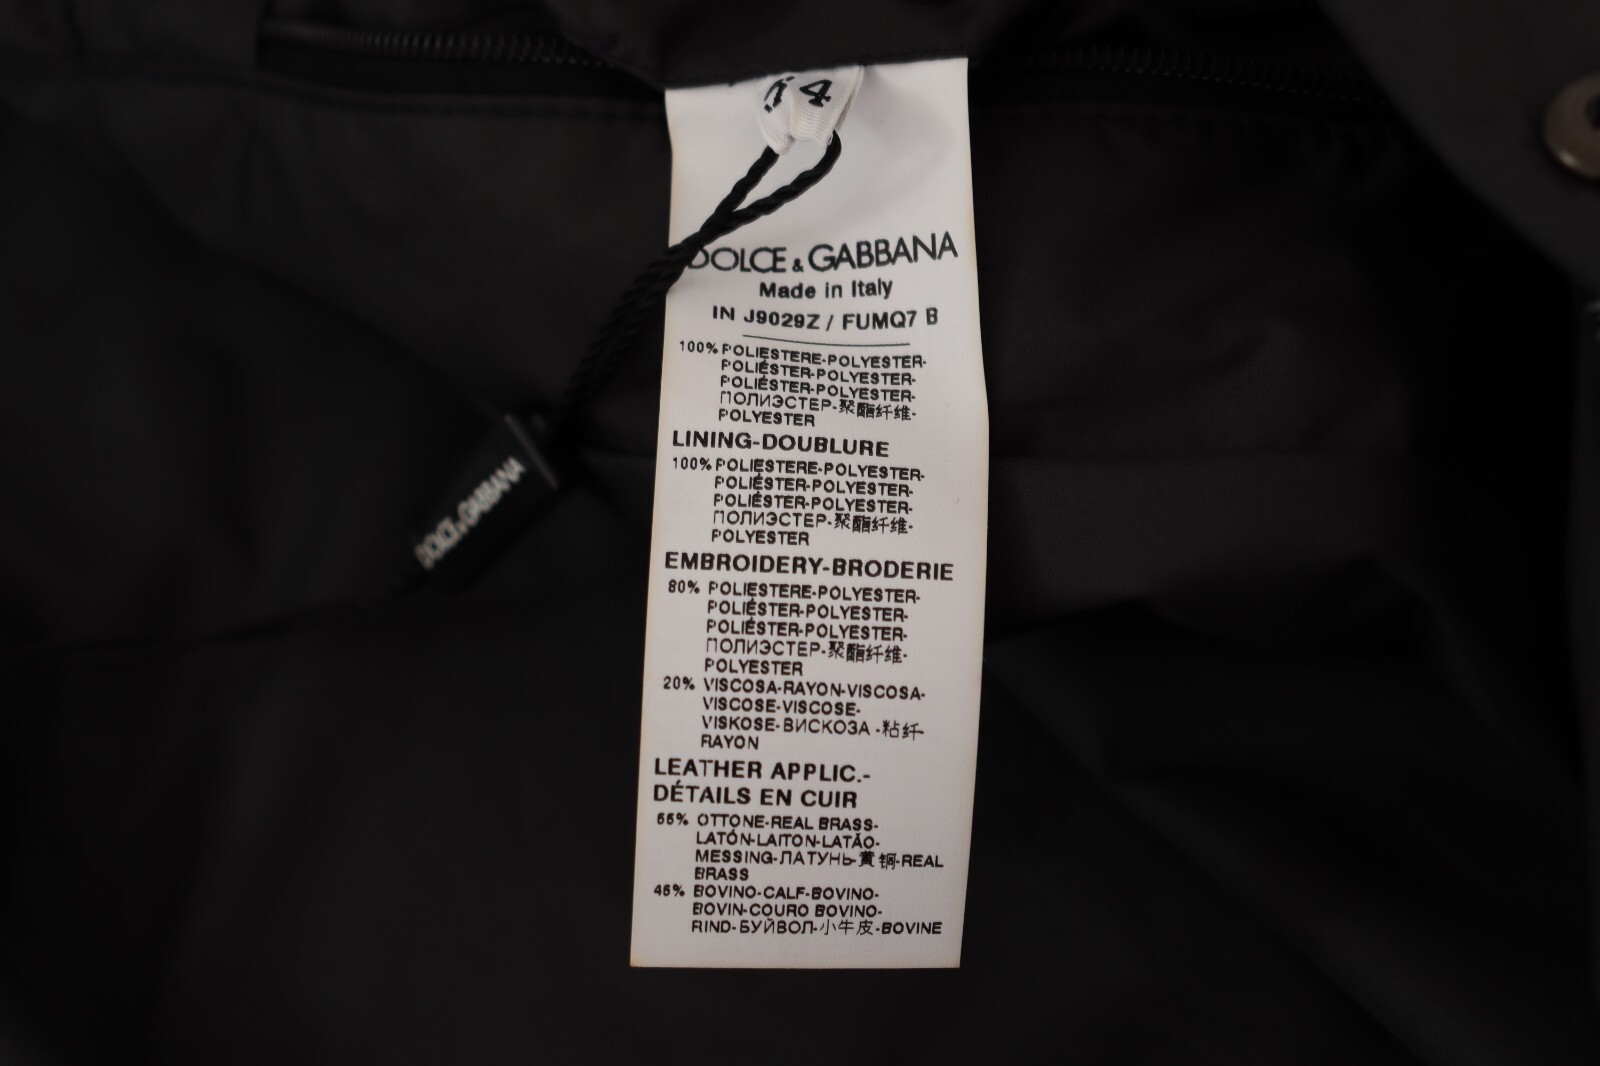 54
DOLCE & GABBANA
Made in Italy
IN J9029Z / FUMQ7 B
100% POLIESTERE-POLYESTER-
POLIÉSTER-POLYESTER-
POLIÉSTER-POLYESTER-
ПОЛИЭСТЕР-聚酯纤维-
POLYESTER
LINING-DOUBLURE
100% POLIESTERE-POLYESTER-
POLIÉSTER-POLYESTER-
POLIÉSTER-POLYESTER-
ПОЛИЭСТЕР-聚酯纤维-
POLYESTER
EMBROIDERY-BRODERIE
80% POLIESTERE-POLYESTER-
POLIÉSTER-POLYESTER-
POLIÉSTER-POLYESTER-
ПОЛИЭСТЕР-聚酯纤维-
POLYESTER
20% VISCOSA-RAYON-VISCOSA-
VISCOSE-VISCOSE-
VISKOSE-ВИСКОЗА-粘纤-
RAYON
LEATHER APPLIC.-
DÉTAILS EN CUIR
55% OTTONE-REAL BRASS-
LATÓN-LAITON-LATÃO-
MESSING-ЛАТУНЬ-黄铜-REAL
BRASS
45% BOVINO-CALF-BOVINO-
BOVIN-COURO BOVINO-
RIND-БУЙВОЛ-小牛皮-BOVINE
DOLCE & GABBANA